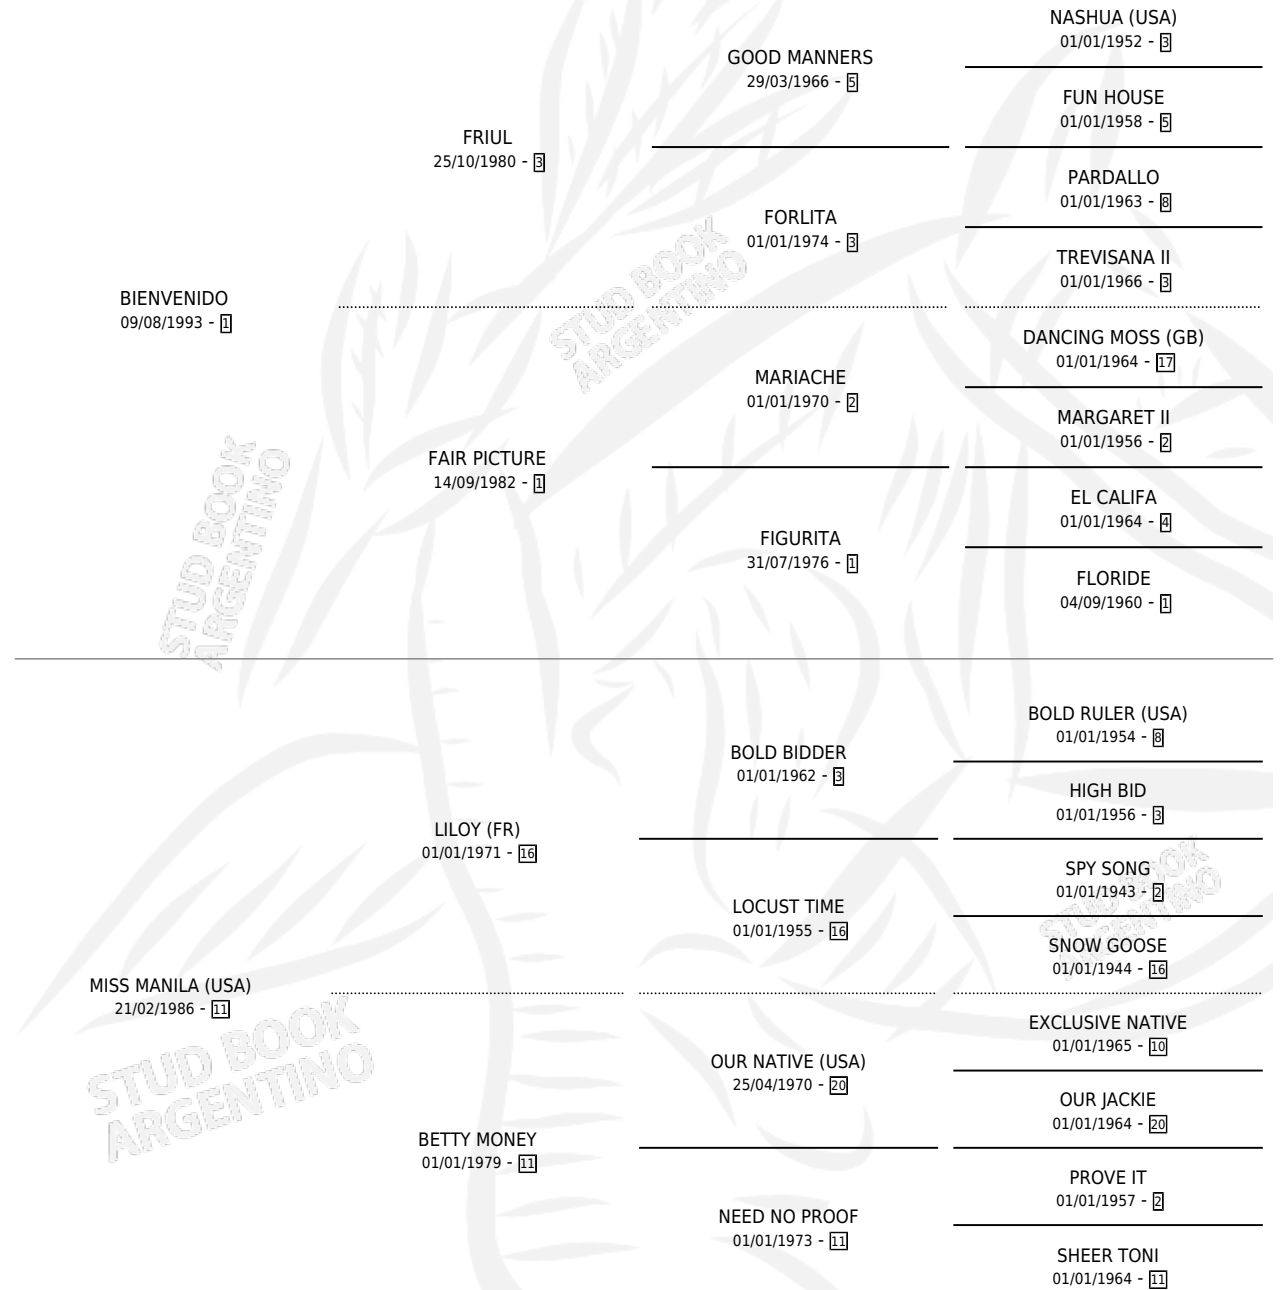 NASHUA (USA)
01/01/1952 - 3
GOOD MANNERS
29/03/1966 - 5
FUN HOUSE
01/01/1958 - 5
FRIUL
25/10/1980 - 3
PARDALLO
01/01/1963 - 8
FORLITA
01/01/1974 - 3
TREVISANA II
01/01/1966 - 3
BIENVENIDO
09/08/1993 - 1
STUD BOOK
ARGENTINO
DANCING MOSS (GB)
01/01/1964 - 17
MARIACHE
01/01/1970 - 2
MARGARET II
01/01/1956 - 2
FAIR PICTURE
14/09/1982 - 1
EL CALIFA
01/01/1964 - 4
FIGURITA
31/07/1976 - 1
FLORIDE
04/09/1960 - 1
STUD BOOK
ARGENTINO
BOLD RULER (USA)
01/01/1954 - 8
BOLD BIDDER
01/01/1962 - 3
HIGH BID
01/01/1956 - 3
LILOY (FR)
01/01/1971 - 16
SPY SONG
01/01/1943 - 2
LOCUST TIME
01/01/1955 - 16
SNOW GOOSE
01/01/1944 - 16
STUD BOOK
ARGENTINO
MISS MANILA (USA)
21/02/1986 - 11
STUD BOOK
ARGENTINO
EXCLUSIVE NATIVE
01/01/1965 - 10
OUR NATIVE (USA)
25/04/1970 - 20
OUR JACKIE
01/01/1964 - 20
BETTY MONEY
01/01/1979 - 11
PROVE IT
01/01/1957 - 2
NEED NO PROOF
01/01/1973 - 11
SHEER TONI
01/01/1964 - 11